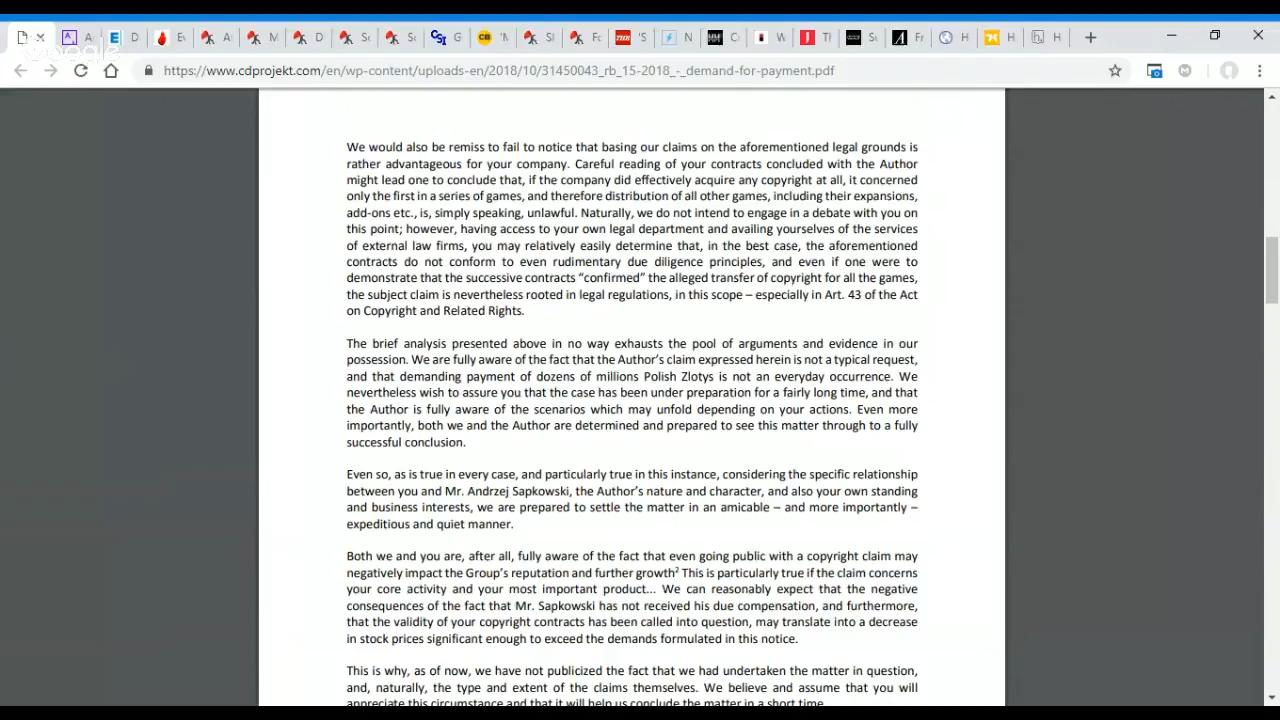 A
D
Ev
A
M
D
Se
Se
G
'M
SI
Fc
'S
N
C
W
Tl
Se
Fr
H
H
H
Google
https://www.cdprojekt.com/en/wp-content/uploads-en/2018/10/31450043_rb_15-2018_-_demand-for-payment.pdf
We would also be remiss to fail to notice that basing our claims on the aforementioned legal grounds is
rather advantageous for your company. Careful reading of your contracts concluded with the Author
might lead one to conclude that, if the company did effectively acquire any copyright at all, it concerned
only the first in a series of games, and therefore distribution of all other games, including their expansions,
add-ons etc., is, simply speaking, unlawful. Naturally, we do not intend to engage in a debate with you on
this point; however, having access to your own legal department and availing yourselves of the services
of external law firms, you may relatively easily determine that, in the best case, the aforementioned
contracts do not conform to even rudimentary due diligence principles, and even if one were to
demonstrate that the successive contracts “confirmed” the alleged transfer of copyright for all the games,
the subject claim is nevertheless rooted in legal regulations, in this scope – especially in Art. 43 of the Act
on Copyright and Related Rights.
The brief analysis presented above in no way exhausts the pool of arguments and evidence in our
possession. We are fully aware of the fact that the Author’s claim expressed herein is not a typical request,
and that demanding payment of dozens of millions Polish Zlotys is not an everyday occurrence. We
nevertheless wish to assure you that the case has been under preparation for a fairly long time, and that
the Author is fully aware of the scenarios which may unfold depending on your actions. Even more
importantly, both we and the Author are determined and prepared to see this matter through to a fully
successful conclusion.
Even so, as is true in every case, and particularly true in this instance, considering the specific relationship
between you and Mr. Andrzej Sapkowski, the Author’s nature and character, and also your own standing
and business interests, we are prepared to settle the matter in an amicable – and more importantly –
expeditious and quiet manner.
Both we and you are, after all, fully aware of the fact that even going public with a copyright claim may
negatively impact the Group’s reputation and further growth² This is particularly true if the claim concerns
your core activity and your most important product... We can reasonably expect that the negative
consequences of the fact that Mr. Sapkowski has not received his due compensation, and furthermore,
that the validity of your copyright contracts has been called into question, may translate into a decrease
in stock prices significant enough to exceed the demands formulated in this notice.
This is why, as of now, we have not publicized the fact that we had undertaken the matter in question,
and, naturally, the type and extent of the claims themselves. We believe and assume that you will
appreciate this circumstance and that it will help us conclude the matter in a short time.